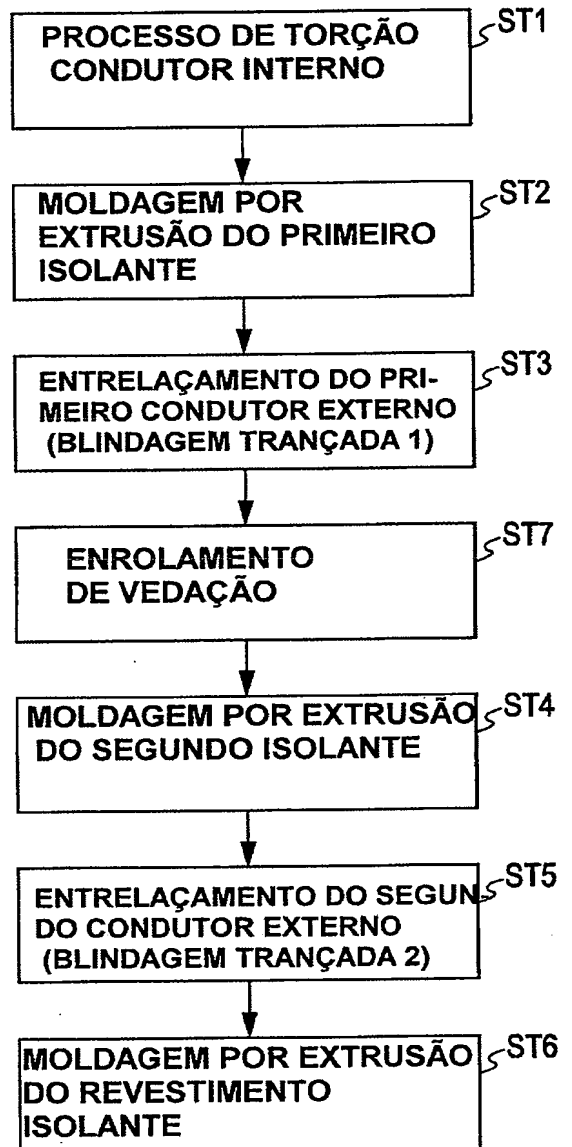 PROCESSO DE TORÇÃO
CONDUTOR INTERNO
ST1
MOLDAGEM POR
EXTRUSÃO DO PRIMEIRO
ISOLANTE
ST2
ENTRELAÇAMENTO DO PRI-
MEIRO CONDUTOR EXTERNO
(BLINDAGEM TRANÇADA 1)
ST3
ENROLAMENTO
DE VEDAÇÃO
ST7
MOLDAGEM POR EXTRUSÃO
DO SEGUNDO ISOLANTE
ST4
ENTRELAÇAMENTO DO SEGUN-
DO CONDUTOR EXTERNO
(BLINDAGEM TRANÇADA 2)
ST5
MOLDAGEM POR EXTRUSÃO
DO REVESTIMENTO
ISOLANTE
ST6